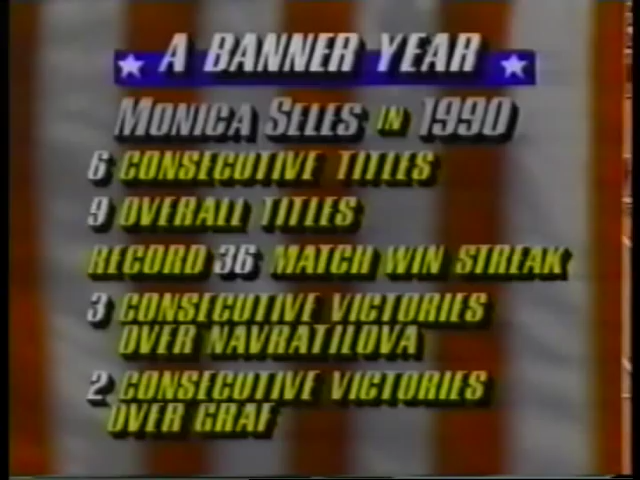 A BANNER YEAR
MONICA SELES IN 1990
6 CONSECUTIVE TITLES
9 OVERALL TITLES
RECORD 36 MATCH WIN STREAK
3 CONSECUTIVE VICTORIES
OVER NAVRATILOVA
2 CONSECUTIVE VICTORIES
OVER GRAF